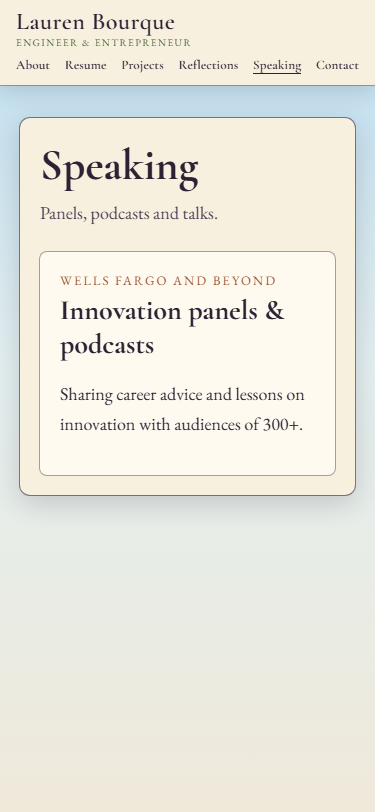 Lauren Bourque
ENGINEER & ENTREPRENEUR
About Resume Projects Reflections Speaking Contact
Speaking
Panels, podcasts and talks.
WELLS FARGO AND BEYOND
Innovation panels &
podcasts
Sharing career advice and lessons on
innovation with audiences of 300+.